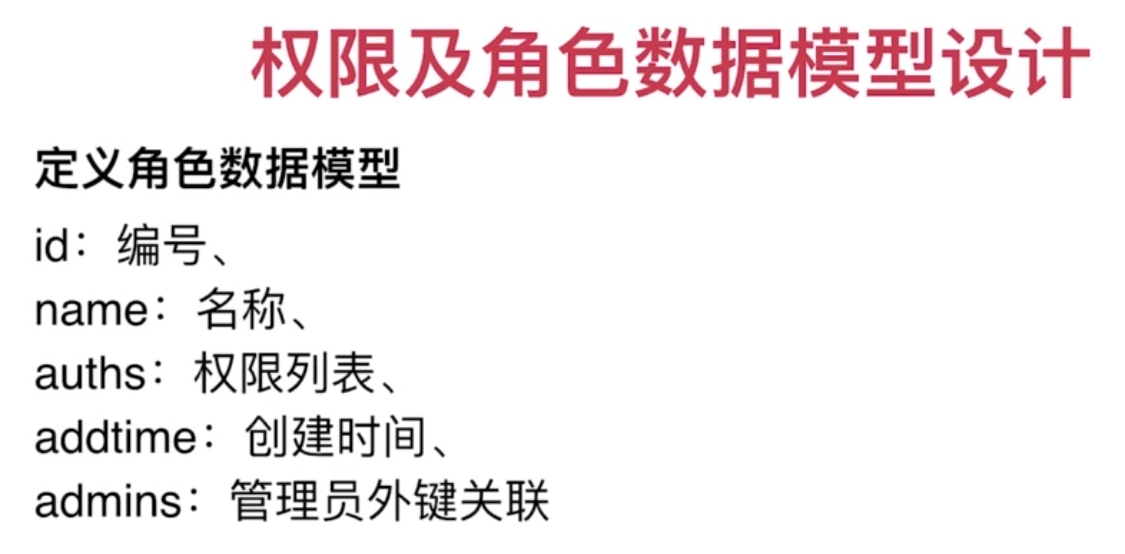 权限及角色数据模型设计
定义角色数据模型
id：编号、
name：名称、
auths：权限列表、
addtime：创建时间、
admins：管理员外键关联